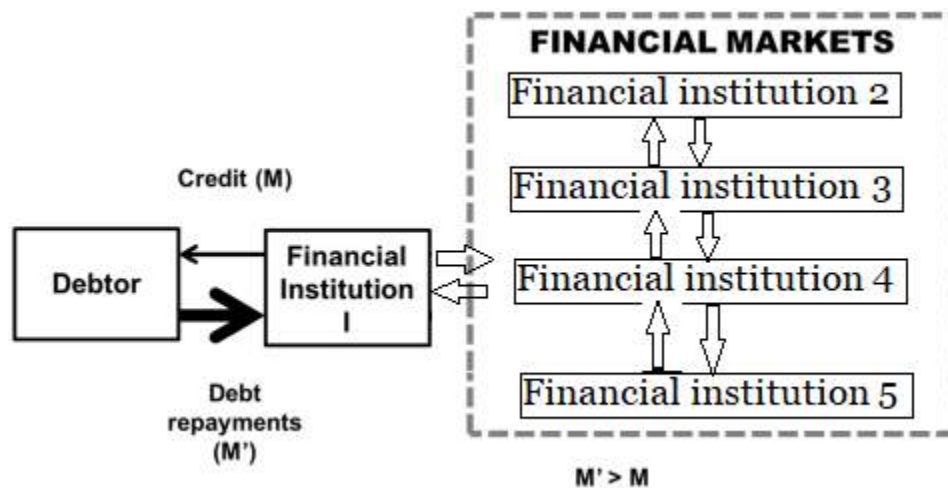 FINANCIAL MARKETS
Financial institution 2
Credit (M)
Financial institution 3
Debtor
Financial
Institution
I
Financial institution 4
Debt
repayments
(M')
Financial institution 5
M' > M